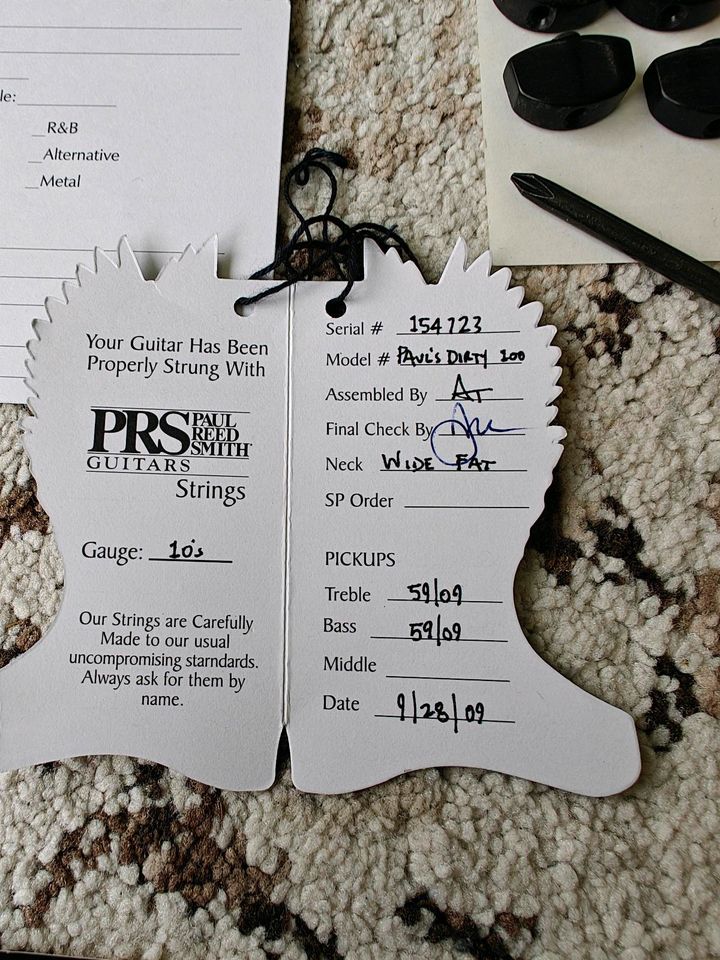 le:
R&B
Alternative
Metal
Your Guitar Has Been
Properly Strung With
PRS PAUL
REED
SMITH
GUITARS
Strings
Gauge: 10's
Our Strings are Carefully
Made to our usual
uncompromising starndards.
Always ask for them by
name.
Serial # 154723
Model # PAUL'S DIRTY 100
Assembled By AT
Final Check By
Neck WIDE FAT
SP Order
PICKUPS
Treble 59/09
Bass 59/09
Middle
Date 9/28/09